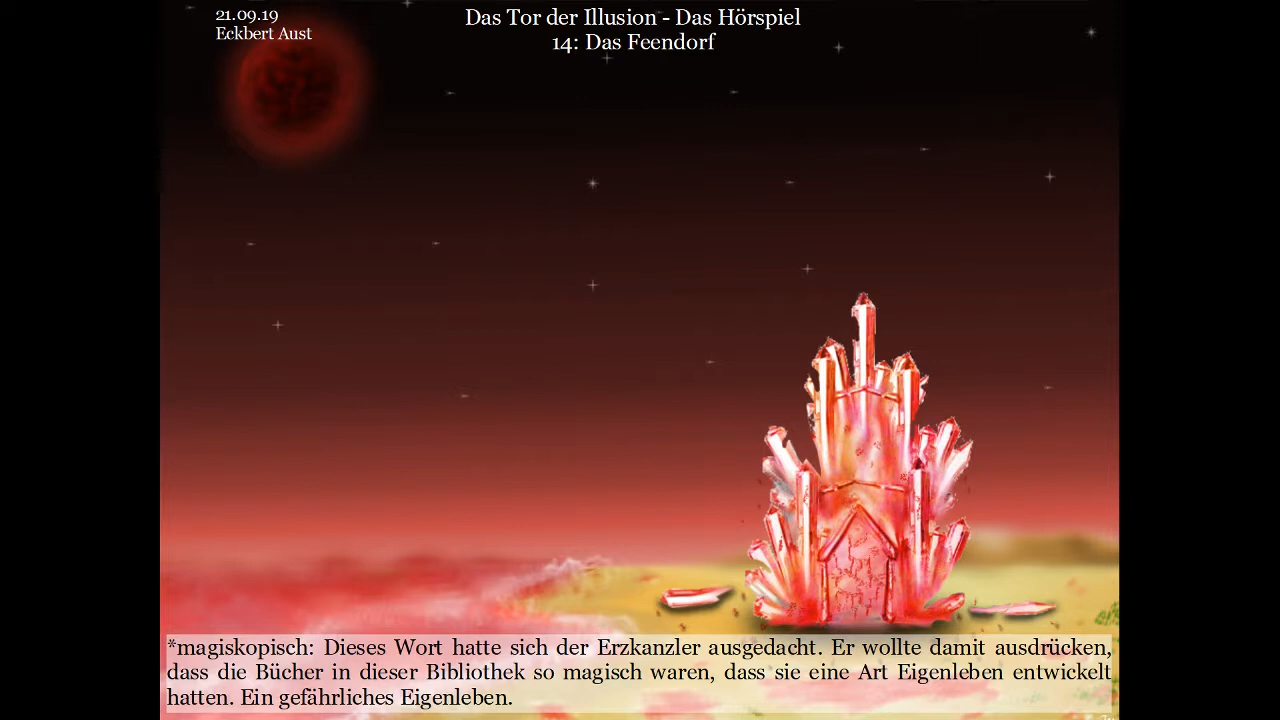 21.09.19
Eckbert Aust
Das Tor der Illusion - Das Hörspiel
14: Das Feendorf
*magiskopisch: Dieses Wort hatte sich der Erzkanzler ausgedacht. Er wollte damit ausdrücken,
dass die Bücher in dieser Bibliothek so magisch waren, dass sie eine Art Eigenleben entwickelt
hatten. Ein gefährliches Eigenleben.